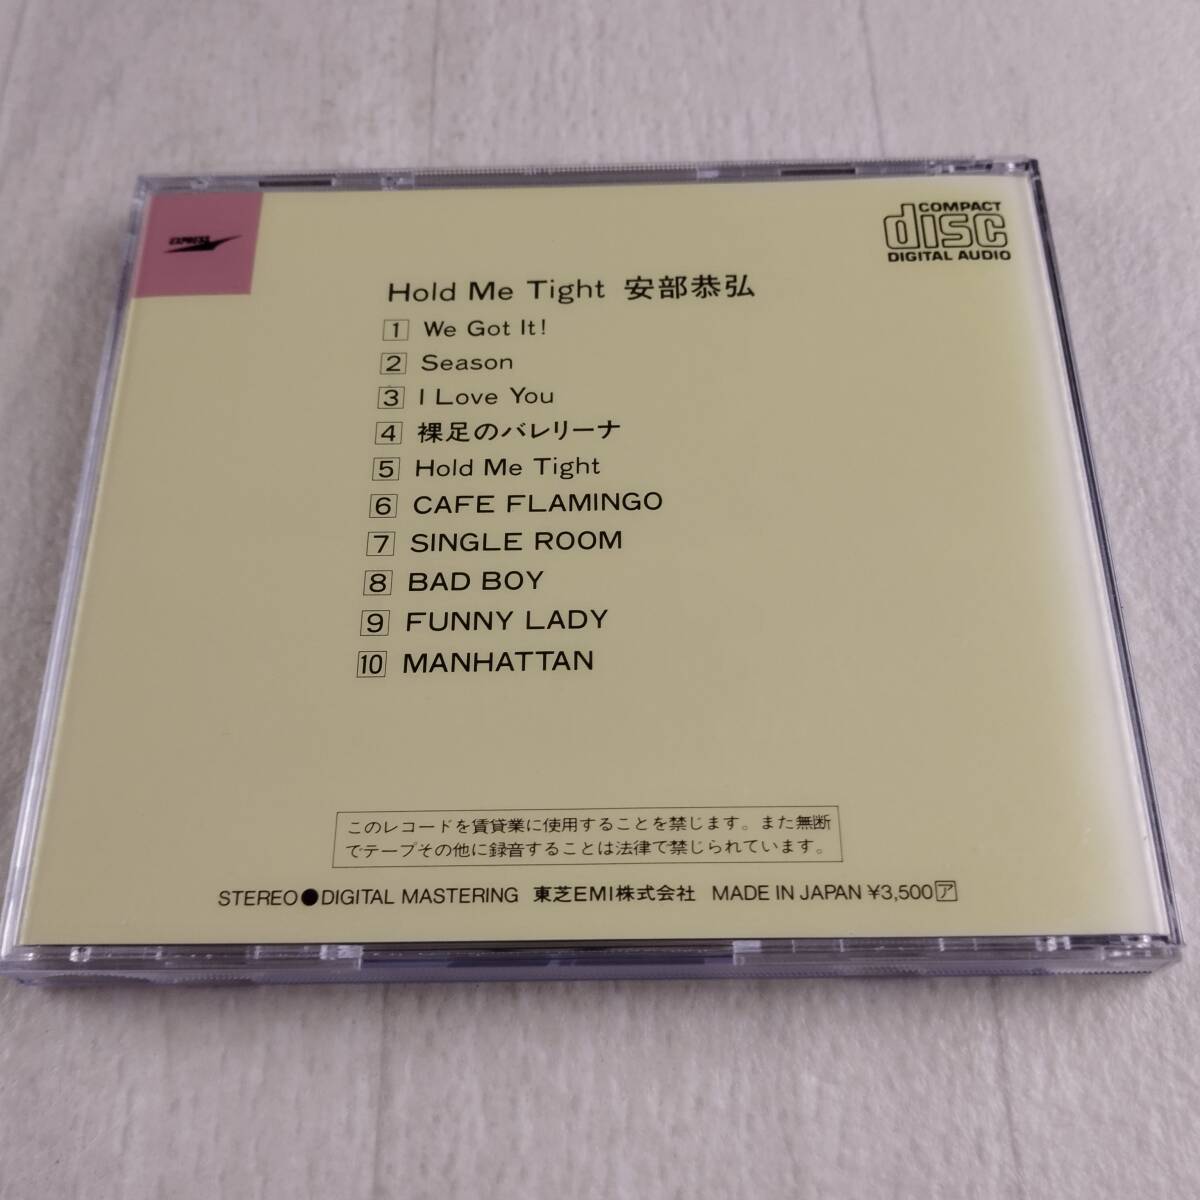 EXPRESS
COMPACT
disc
DIGITAL AUDIO
Hold Me Tight 安部恭弘
1 We Got It!
2 Season
3 I Love You
4 裸足のバレリーナ
5 Hold Me Tight
6 CAFE FLAMINGO
7 SINGLE ROOM
8 BAD BOY
9 FUNNY LADY
10 MANHATTAN
このレコードを賃貸業に使用することを禁じます。また無断
でテープその他に録音することは法律で禁じられています。
STEREO●DIGITAL MASTERING 東芝EMI株式会社 MADE IN JAPAN ¥3,500ア